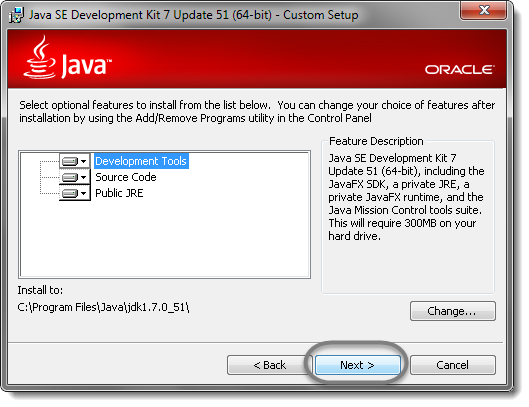 Java SE Development Kit 7 Update 51 (64-bit) - Custom Setup
Java™
ORACLE®
Select optional features to install from the list below. You can change your choice of features after
installation by using the Add/Remove Programs utility in the Control Panel
Development Tools
Source Code
Public JRE
Feature Description
Java SE Development Kit 7
Update 51 (64-bit), including the
JavaFX SDK, a private JRE, a
private JavaFX runtime, and the
Java Mission Control tools suite.
This will require 300MB on your
hard drive.
Install to:
C:\Program Files\Java\jdk1.7.0_51\
Change...
< Back
Next >
Cancel